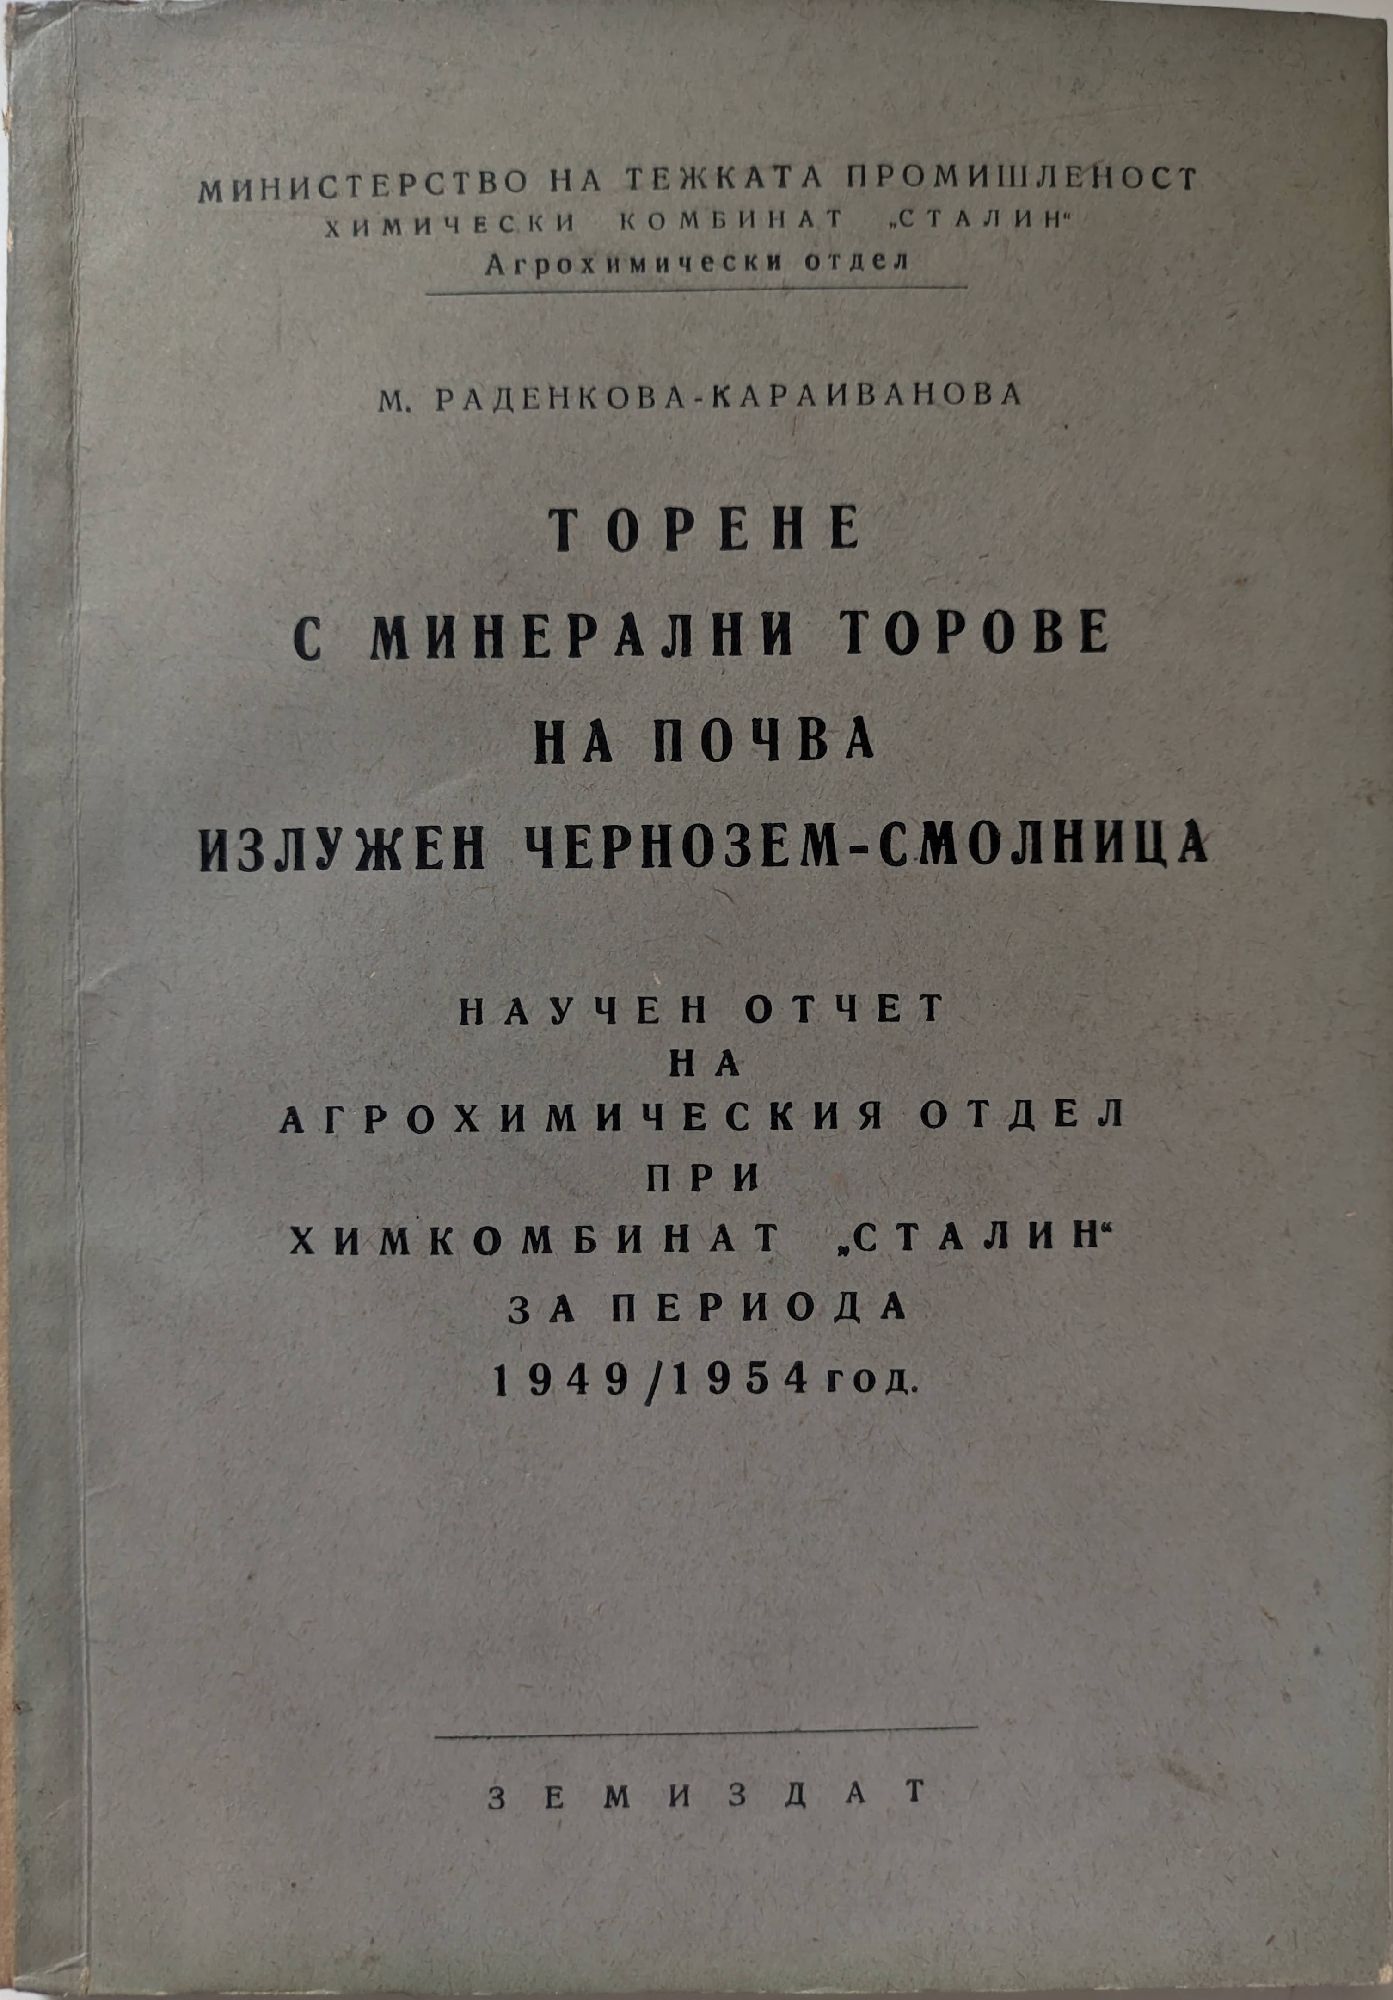 МИНИСТЕРСТВО НА ТЕЖКАТА ПРОМИШЛЕНОСТ
ХИМИЧЕСКИ КОМБИНАТ „СТАЛИН“
Агрохимически отдел
М. РАДЕНКОВА-КАРАИВАНОВА
ТОРЕНЕ
С МИНЕРАЛНИ ТОРОВЕ
НА ПОЧВА
ИЗЛУЖЕН ЧЕРНОЗЕМ-СМОЛНИЦА
НАУЧЕН ОТЧЕТ
НА
АГРОХИМИЧЕСКИЯ ОТДЕЛ
ПРИ
ХИМКОМБИНАТ „СТАЛИН“
ЗА ПЕРИОДА
1949/1954 год.
ЗЕМИЗДАТ